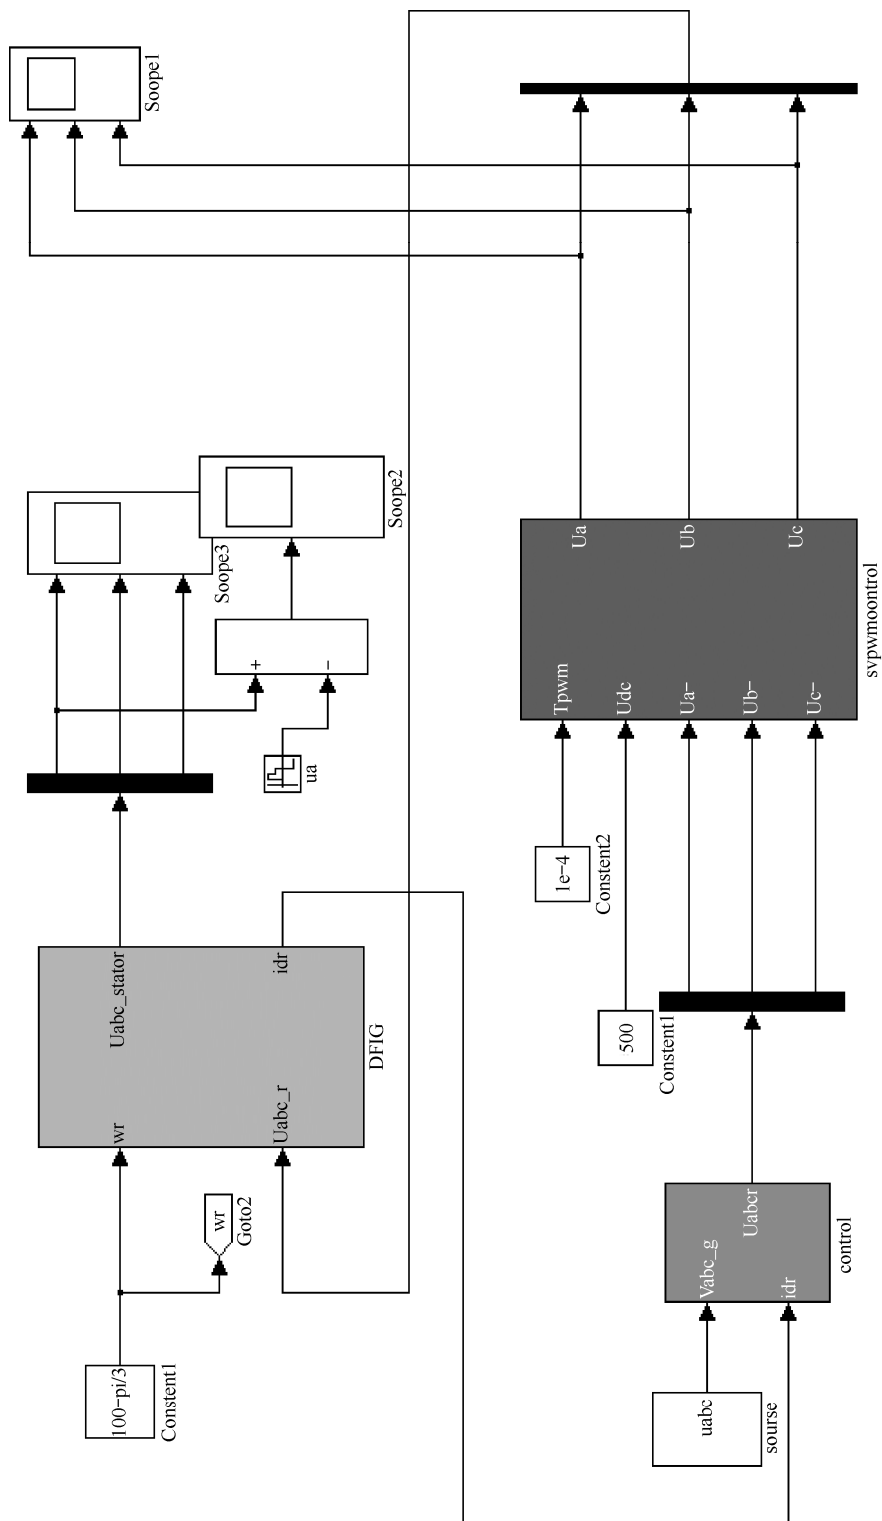 Soope1
Soope3
Soope2
+
−
ua
Uabc_stator
idr
wr
Uabc_r
DFIG
wr
Goto2
100-pi/3
Constent1
Ua
Ub
Uc
Tpwm
Udc
Ua-
Ub-
Uc-
svpwmoontrol
1e-4
Constent2
500
Constent1
Uabcr
Vabc_g
idr
control
uabc
sourse